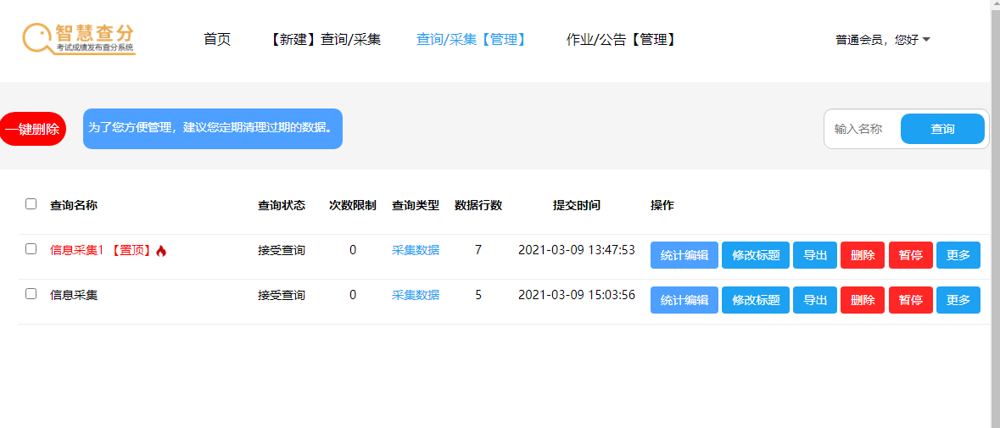 智慧查分
考试成绩发布查分系统
首页
【新建】查询/采集
查询/采集【管理】
作业/公告【管理】
普通会员，您好
一键删除
为了您方便管理，建议您定期清理过期的数据。
输入名称
查询
查询名称 查询状态 次数限制 查询类型 数据行数 提交时间 操作
信息采集1 【置顶】 接受查询 0 采集数据 7 2021-03-09 13:47:53 统计编辑 修改标题 导出 删除 暂停 更多
信息采集 接受查询 0 采集数据 5 2021-03-09 15:03:56 统计编辑 修改标题 导出 删除 暂停 更多